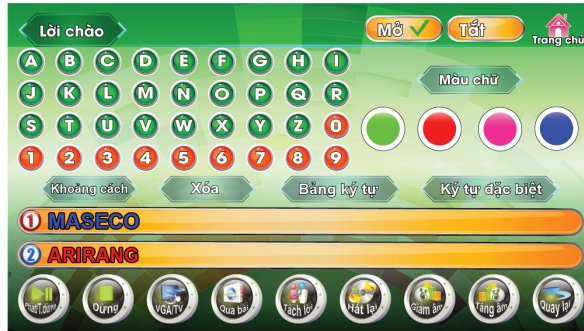 Lời chào
Mở
Tắt
Trang chủ
A B C D E F G H I
J K L M N O P Q R
Màu chữ
S T U V W X Y Z 0
1 2 3 4 5 6 7 8 9
Khoảng cách
Xóa
Bảng ký tự
Ký tự đặc biệt
1 MASECO
2 ARIRANG
Phát/T.dừng
Dừng
VGA/TV
Qua bài
Tách lời
Hát lại
Giảm âm
Tăng âm
Quay lại